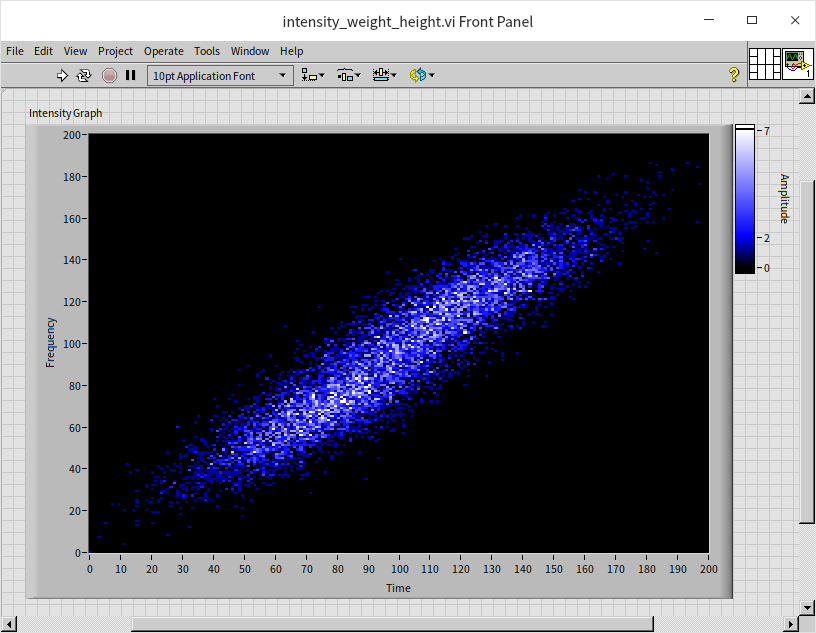 intensity_weight_height.vi Front Panel
File Edit View Project Operate Tools Window Help
10pt Application Font
?
1
Intensity Graph
200
180
160
140
120
100
80
60
40
20
0
Frequency
0 10 20 30 40 50 60 70 80 90 100 110 120 130 140 150 160 170 180 190 200
Time
7
2
0
Amplitude